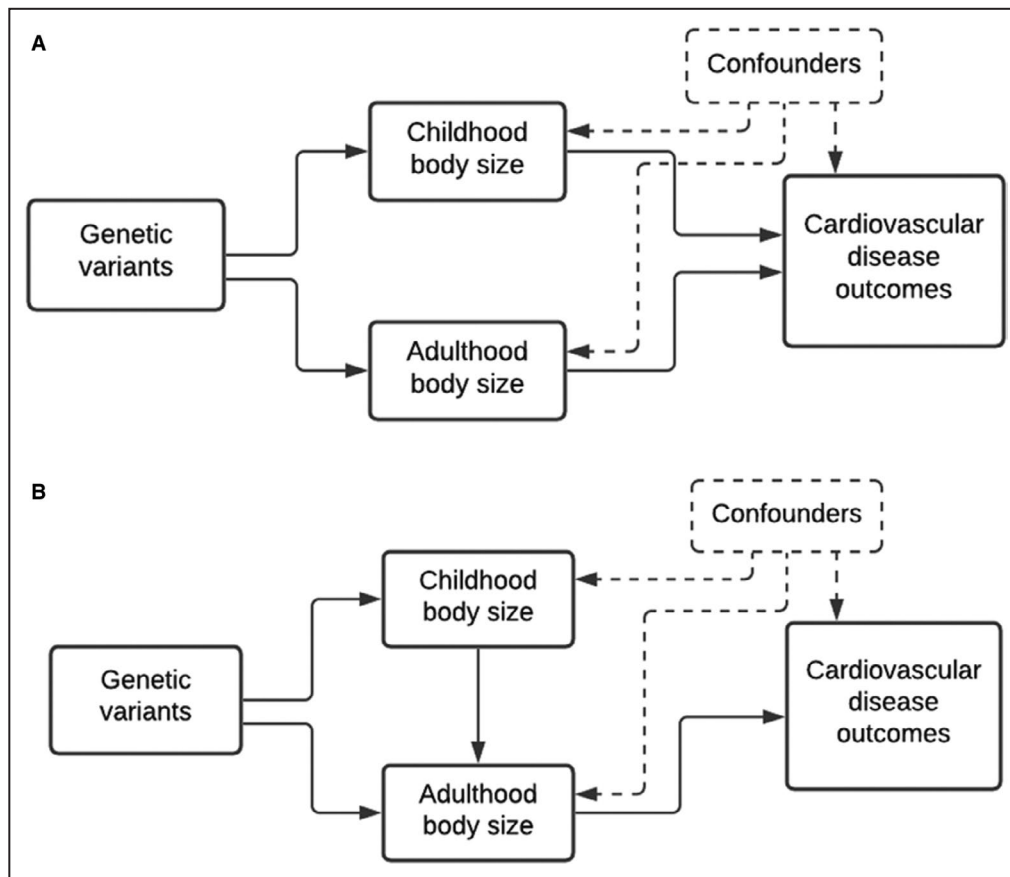 A
Confounders
Childhood
body size
Genetic
variants
Cardiovascular
disease
outcomes
Adulthood
body size
B
Confounders
Childhood
body size
Genetic
variants
Cardiovascular
disease
outcomes
Adulthood
body size